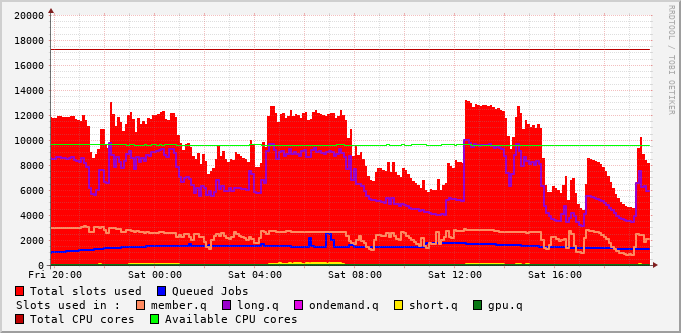 20000
18000
16000
14000
12000
10000
8000
6000
4000
2000
0
Fri 20:00 Sat 00:00 Sat 04:00 Sat 08:00 Sat 12:00 Sat 16:00
RRDTOOL / TOBI OETIKER
Total slots used Queued Jobs
Slots used in : member.q long.q ondemand.q short.q gpu.q
Total CPU cores Available CPU cores